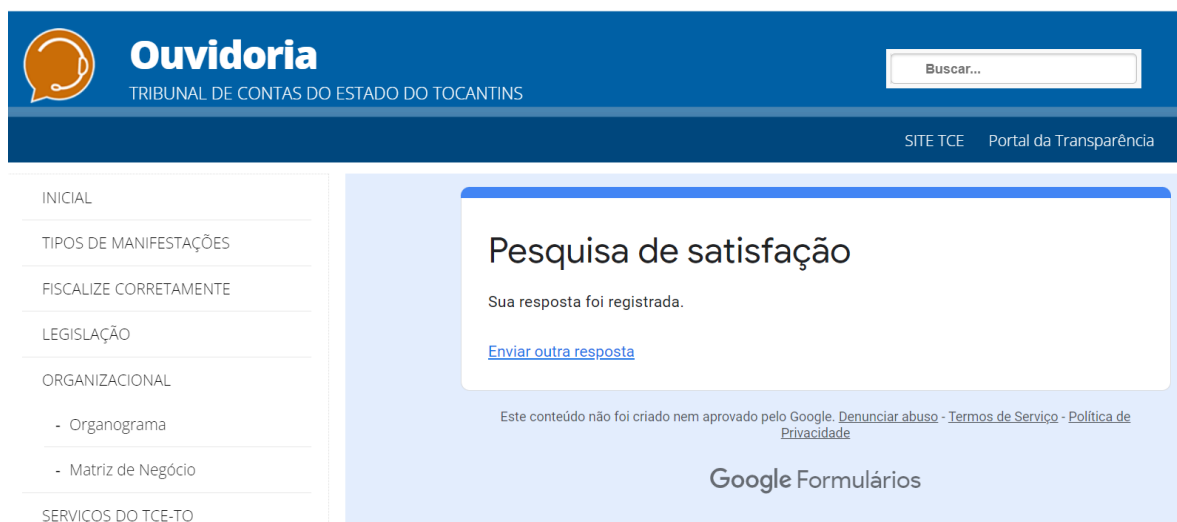 Ouvidoria
TRIBUNAL DE CONTAS DO ESTADO DO TOCANTINS
Buscar...
SITE TCE Portal da Transparência
INICIAL
TIPOS DE MANIFESTAÇÕES
FISCALIZE CORRETAMENTE
LEGISLAÇÃO
ORGANIZACIONAL
- Organograma
- Matriz de Negócio
SERVIÇOS DO TCE-TO
Pesquisa de satisfação
Sua resposta foi registrada.
Enviar outra resposta
Este conteúdo não foi criado nem aprovado pelo Google. Denunciar abuso - Termos de Serviço - Política de
Privacidade
Google Formulários